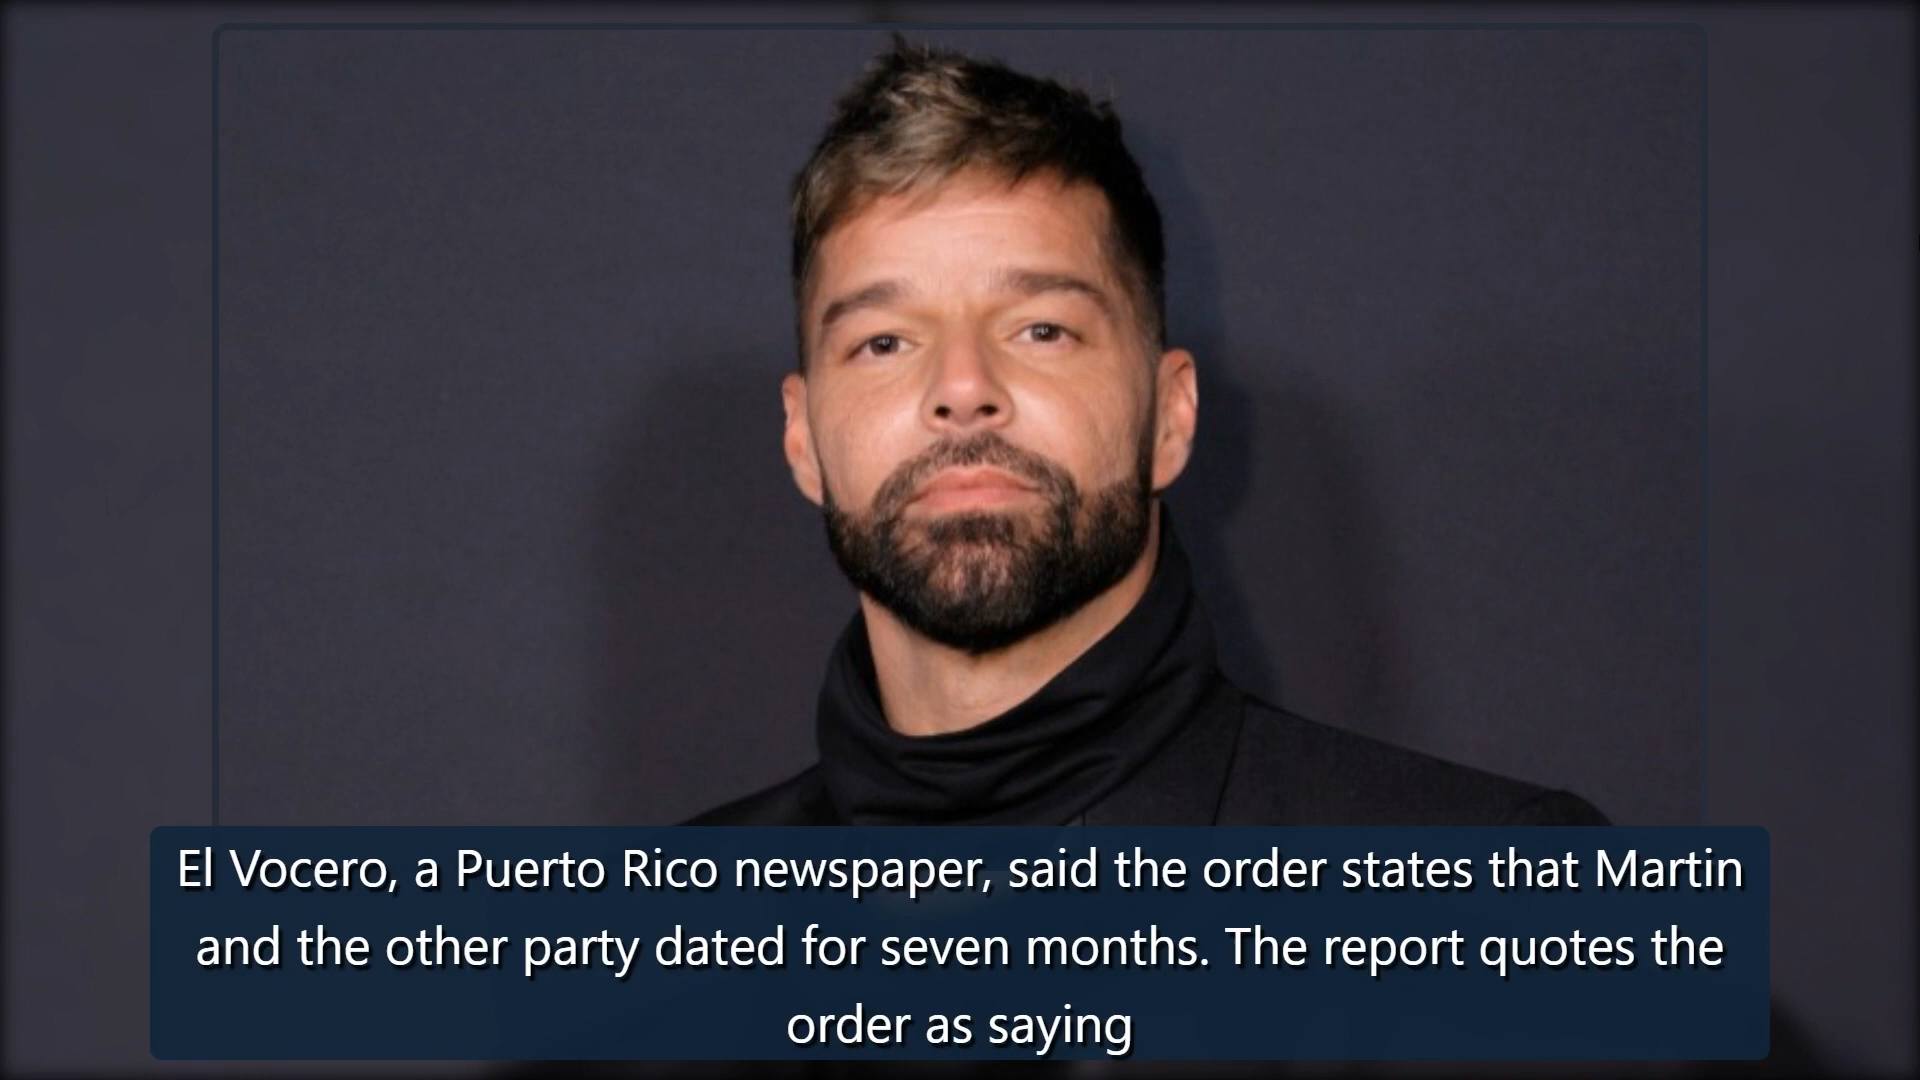 El Vocero, a Puerto Rico newspaper, said the order states that Martin
and the other party dated for seven months. The report quotes the
order as saying